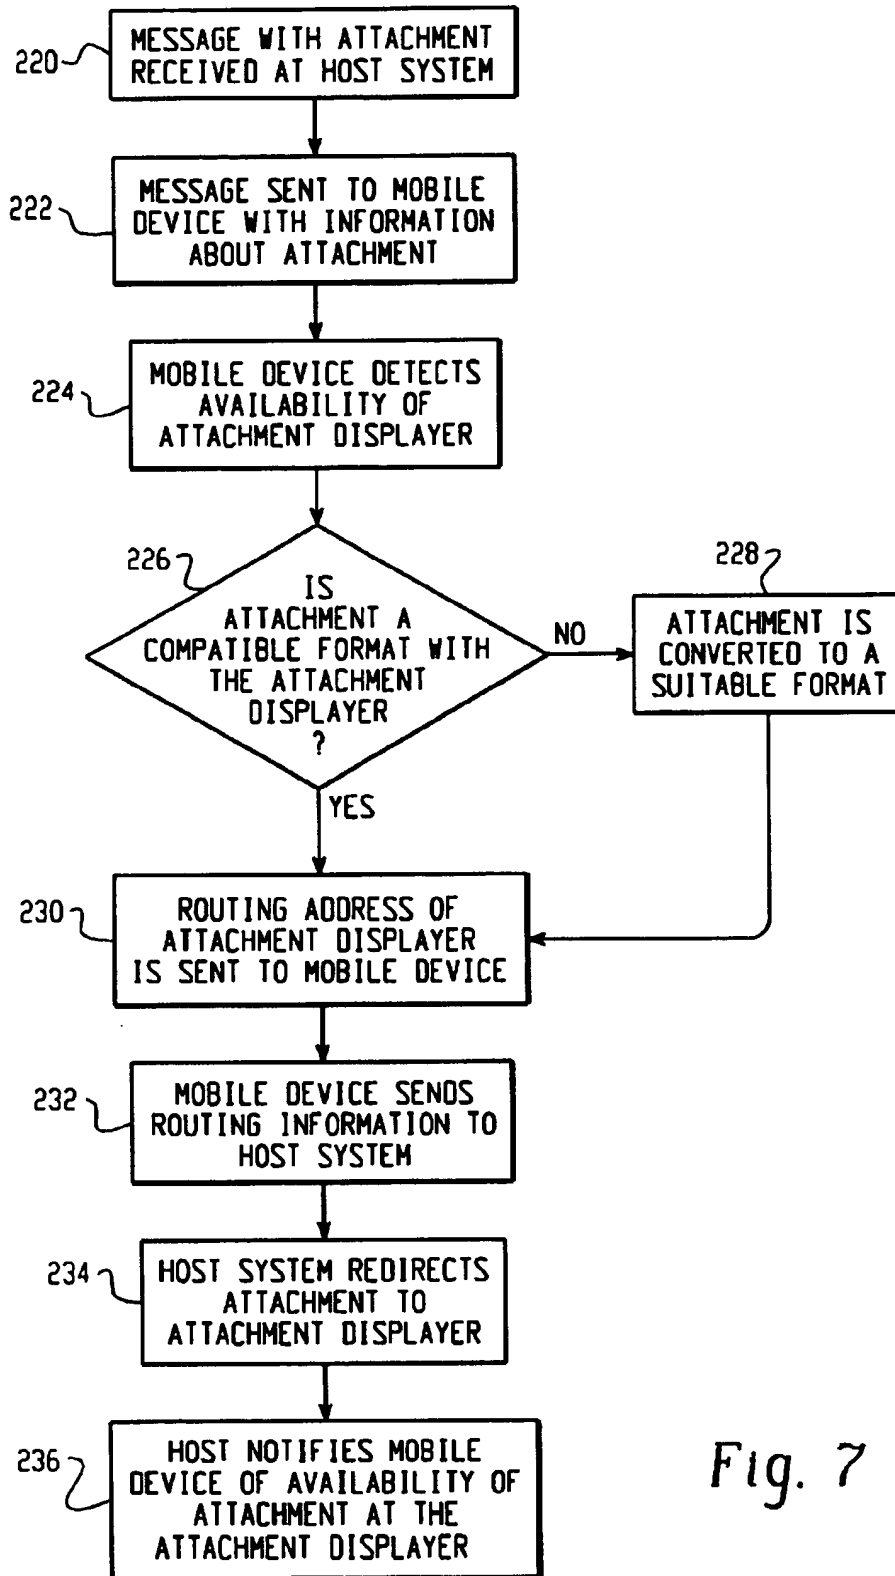 220
MESSAGE WITH ATTACHMENT
RECEIVED AT HOST SYSTEM
222
MESSAGE SENT TO MOBILE
DEVICE WITH INFORMATION
ABOUT ATTACHMENT
224
MOBILE DEVICE DETECTS
AVAILABILITY OF
ATTACHMENT DISPLAYER
226
IS
ATTACHMENT A
COMPATIBLE FORMAT WITH
THE ATTACHMENT
DISPLAYER
?
NO
228
ATTACHMENT IS
CONVERTED TO A
SUITABLE FORMAT
YES
230
ROUTING ADDRESS OF
ATTACHMENT DISPLAYER
IS SENT TO MOBILE DEVICE
232
MOBILE DEVICE SENDS
ROUTING INFORMATION TO
HOST SYSTEM
234
HOST SYSTEM REDIRECTS
ATTACHMENT TO
ATTACHMENT DISPLAYER
236
HOST NOTIFIES MOBILE
DEVICE OF AVAILABILITY OF
ATTACHMENT AT THE
ATTACHMENT DISPLAYER
Fig. 7